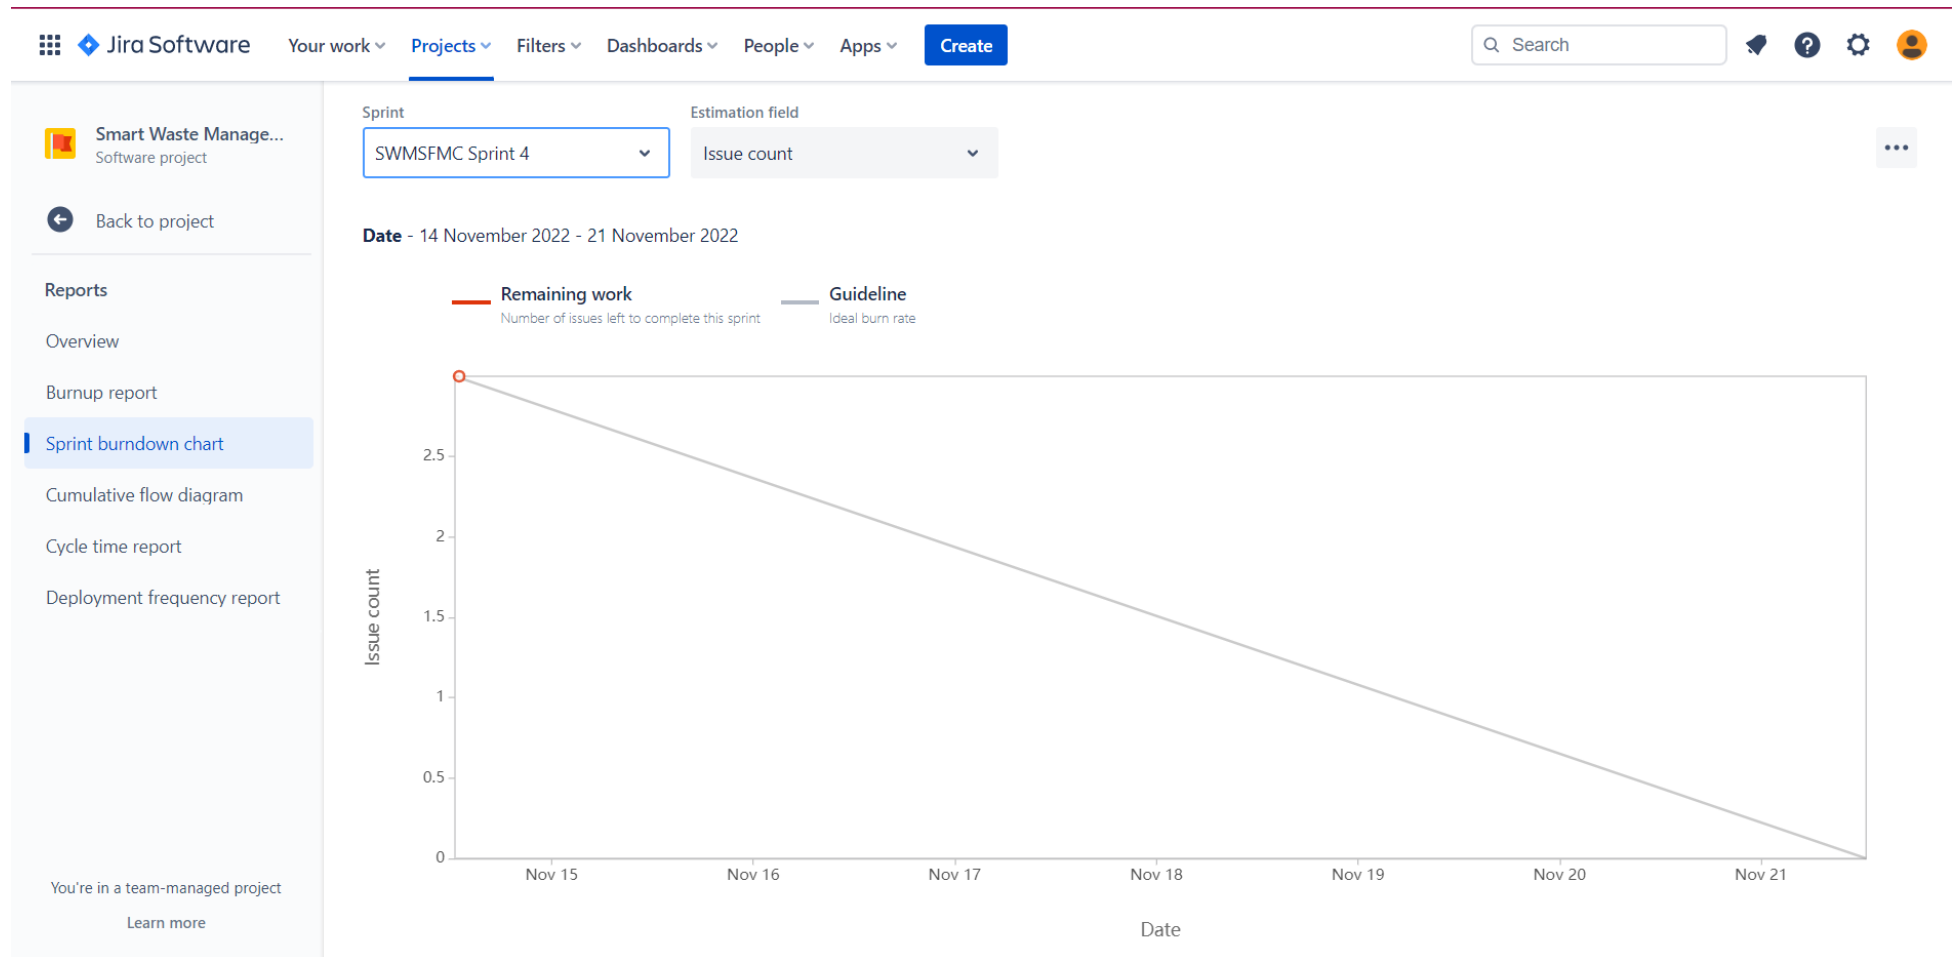 Jira Software Your work Projects Filters Dashboards People Apps Create Search
Smart Waste Manage...
Software project
Back to project
Reports
Overview
Burnup report
Sprint burndown chart
Cumulative flow diagram
Cycle time report
Deployment frequency report
You're in a team-managed project
Learn more
Sprint Estimation field
SWMSFMC Sprint 4 Issue count
Date - 14 November 2022 - 21 November 2022
Remaining work Guideline
Number of issues left to complete this sprint Ideal burn rate
2.5
2
1.5
1
0.5
0
Issue count
Nov 15 Nov 16 Nov 17 Nov 18 Nov 19 Nov 20 Nov 21
Date